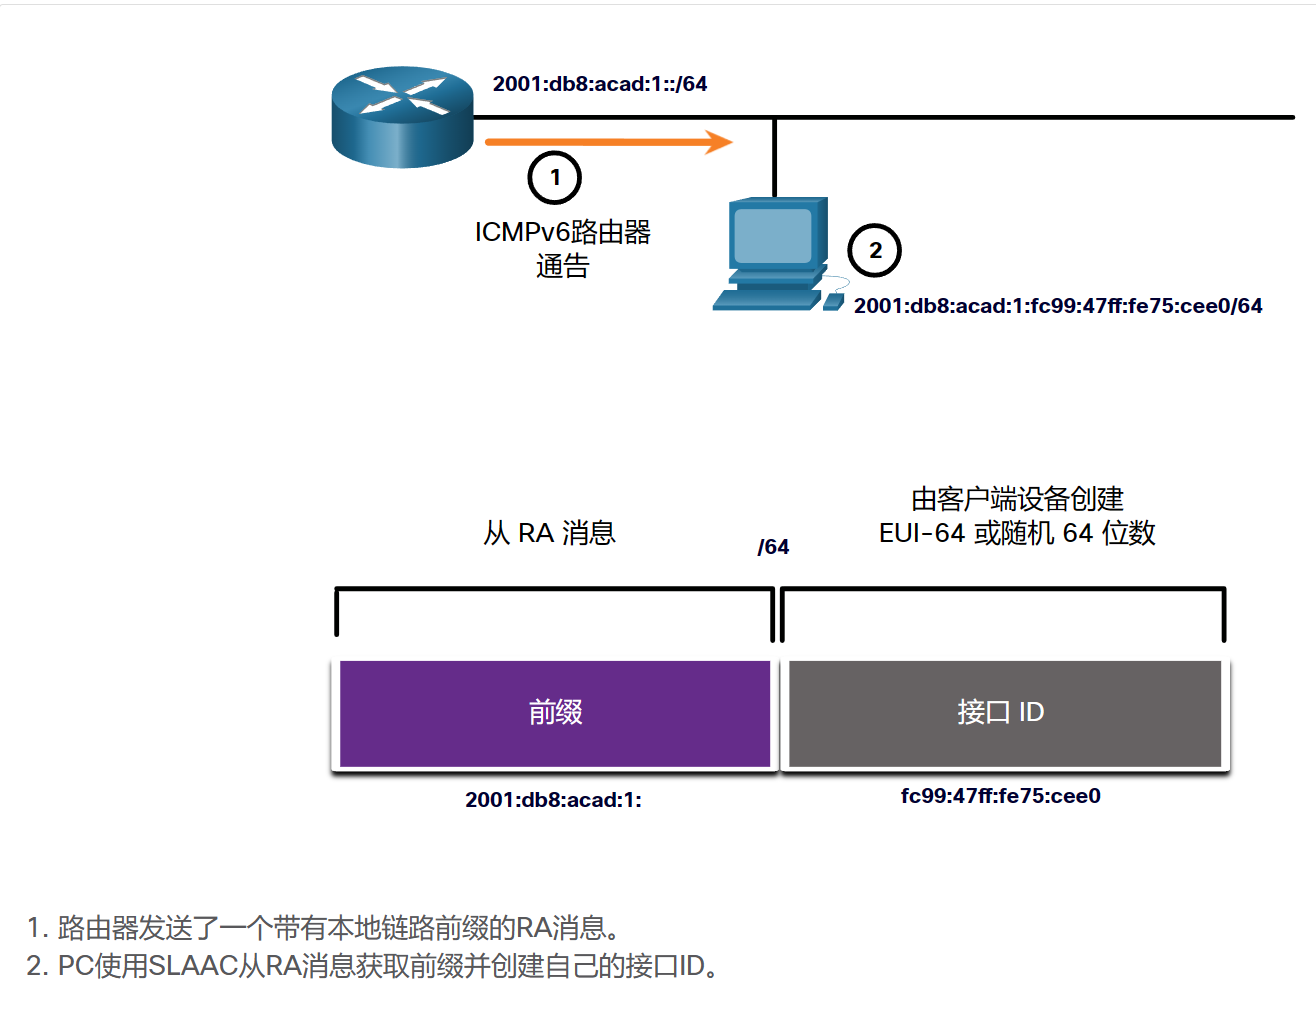 2001:db8:acad:1::/64
1
ICMPv6路由器
通告
2
2001:db8:acad:1:fc99:47ff:fe75:cee0/64
从 RA 消息
/64
由客户端设备创建
EUI-64 或随机 64 位数
前缀
接口 ID
2001:db8:acad:1:
fc99:47ff:fe75:cee0
1. 路由器发送了一个带有本地链路前缀的RA消息。
2. PC使用SLAAC从RA消息获取前缀并创建自己的接口ID。